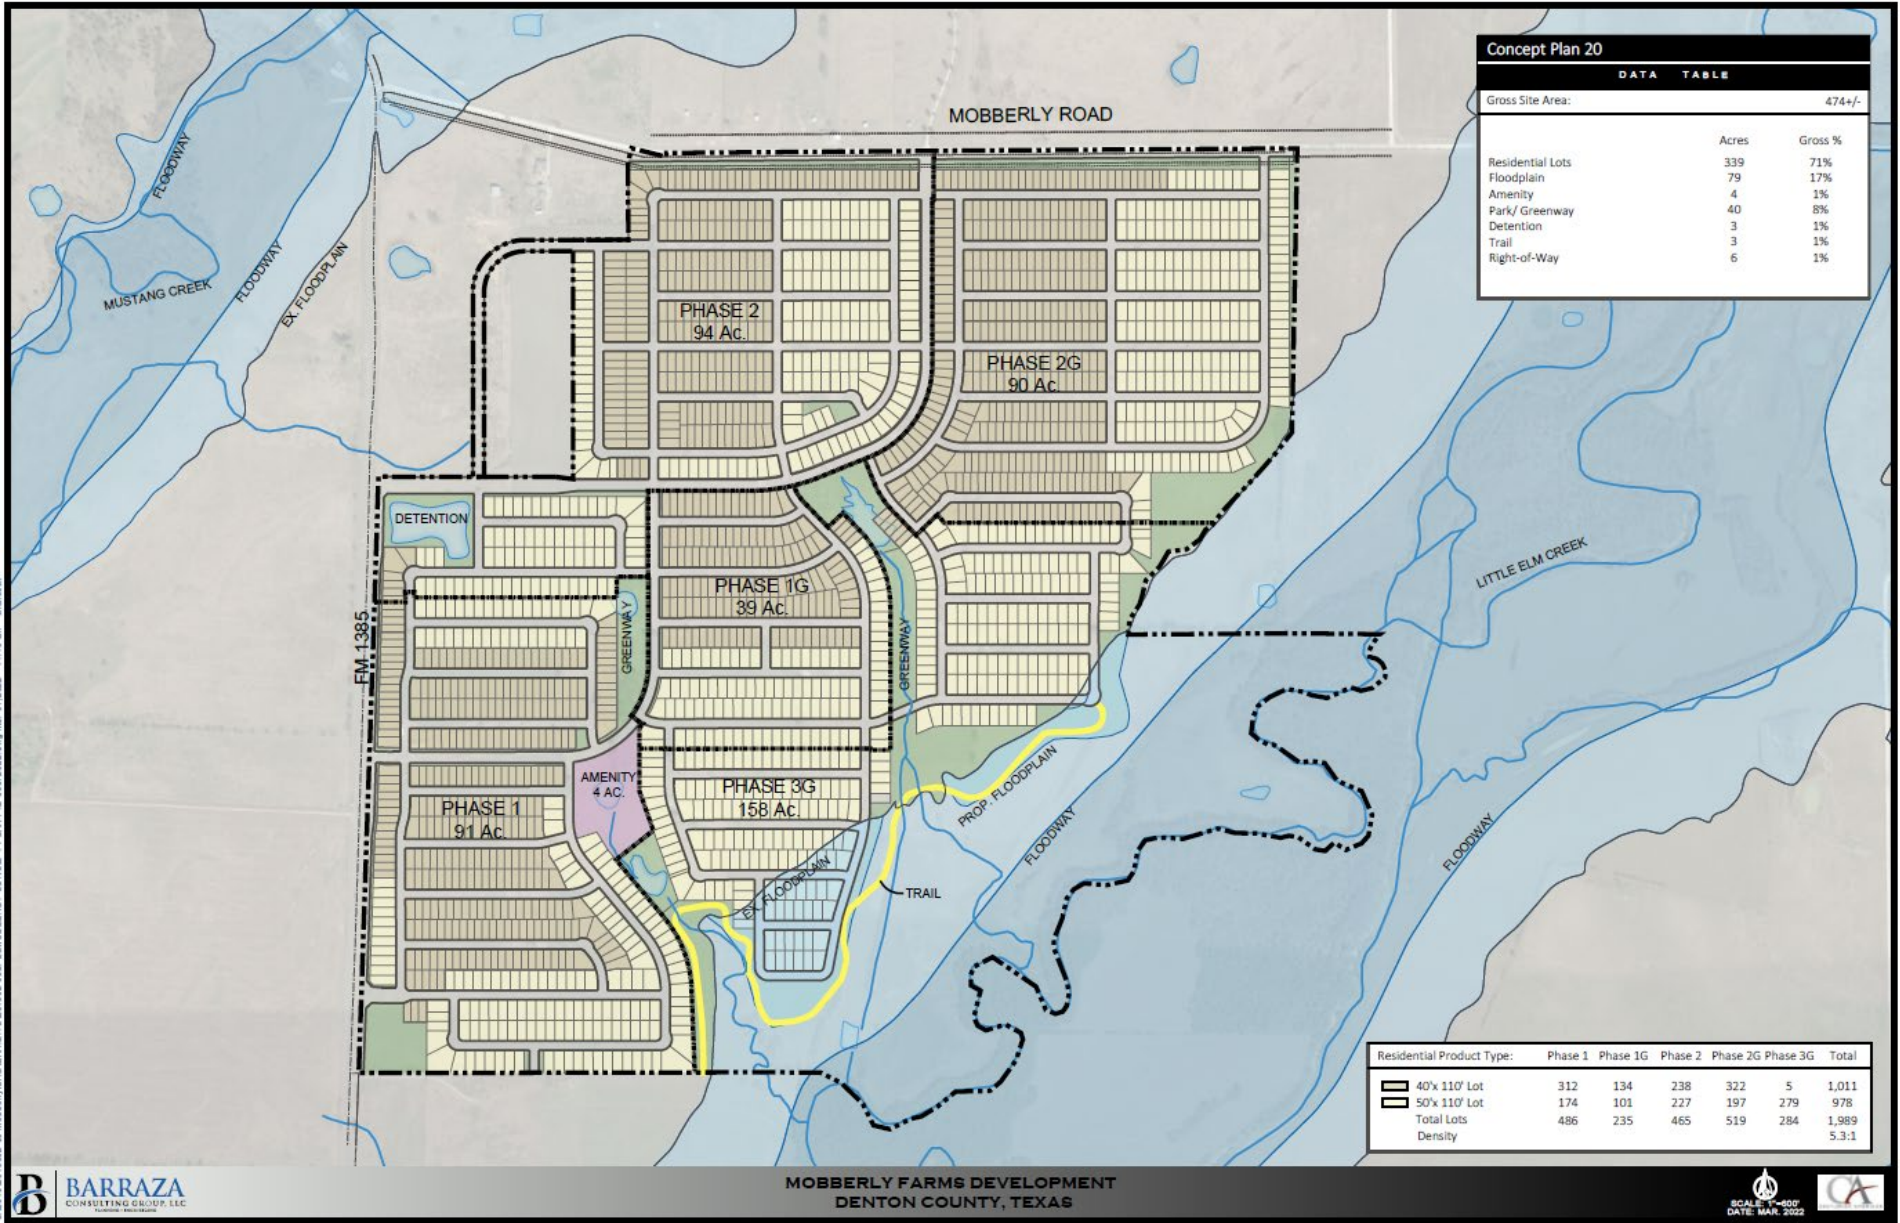 Concept Plan 20
DATA TABLE
Gross Site Area: 474+/-
Acres Gross %
Residential Lots 339 71%
Floodplain 79 17%
Amenity 4 1%
Park/ Greenway 40 8%
Detention 3 1%
Trail 3 1%
Right-of-Way 6 1%
MOBBERLY ROAD
FLOODWAY
MUSTANG CREEK
FLOODWAY
EX. FLOODPLAIN
PHASE 2
94 Ac.
PHASE 2G
90 Ac.
DETENTION
FM 1385
GREENWAY
PHASE 1G
39 Ac.
GREENWAY
LITTLE ELM CREEK
AMENITY
4 AC.
PHASE 1
91 Ac.
PHASE 3G
158 Ac.
PROP. FLOODPLAIN
FLOODWAY
FLOODWAY
EX. FLOODPLAIN
TRAIL
Residential Product Type: Phase 1 Phase 1G Phase 2 Phase 2G Phase 3G Total
40'x 110' Lot 312 134 238 322 5 1,011
50'x 110' Lot 174 101 227 197 279 978
Total Lots 486 235 465 519 284 1,989
Density 5.3:1
B BARRAZA
CONSULTING GROUP, LLC
MOBBERLY FARMS DEVELOPMENT
DENTON COUNTY, TEXAS
SCALE: 1"=600'
DATE: MAR. 2022
CA